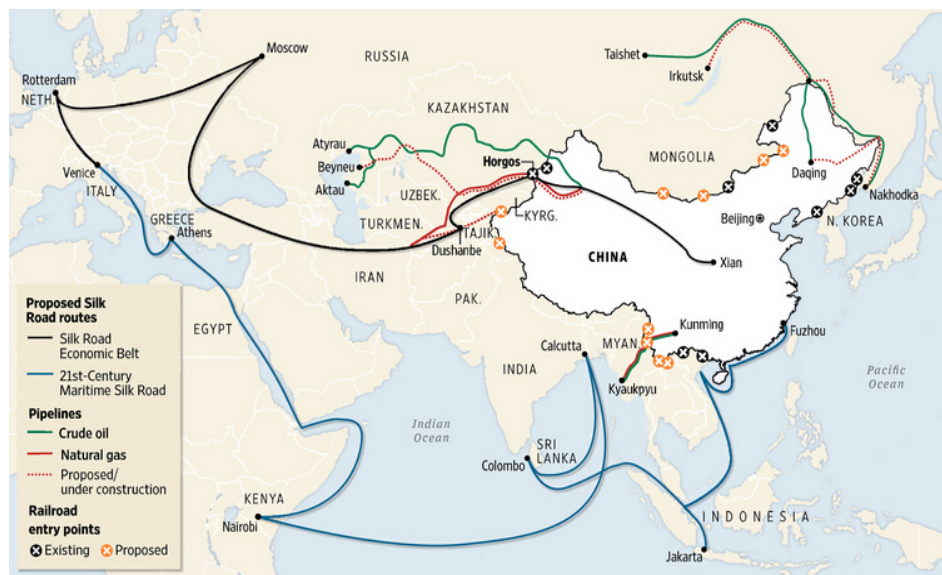 Moscow
RUSSIA
Taishet
Irkutsk
Rotterdam
NETH.
KAZAKHSTAN
Atyrau
Beyneu
Aktau
Horgos
MONGOLIA
Daqing
Nakhodka
Venice
ITALY
UZBEK.
KYRG.
Beijing
N. KOREA
GREECE
Athens
TURKMEN.
TAJIK.
Dushanbe
CHINA
Xian
IRAN
PAK.
EGYPT
Kunming
Fuzhou
Calcutta
MYAN.
INDIA
Kyaukpyu
Pacific
Ocean
Indian
Ocean
SRI
LANKA
Colombo
KENYA
Nairobi
INDONESIA
Jakarta
Proposed Silk
Road routes
Silk Road
Economic Belt
21st-Century
Maritime Silk Road
Pipelines
Crude oil
Natural gas
Proposed/
under construction
Railroad
entry points
Existing Proposed